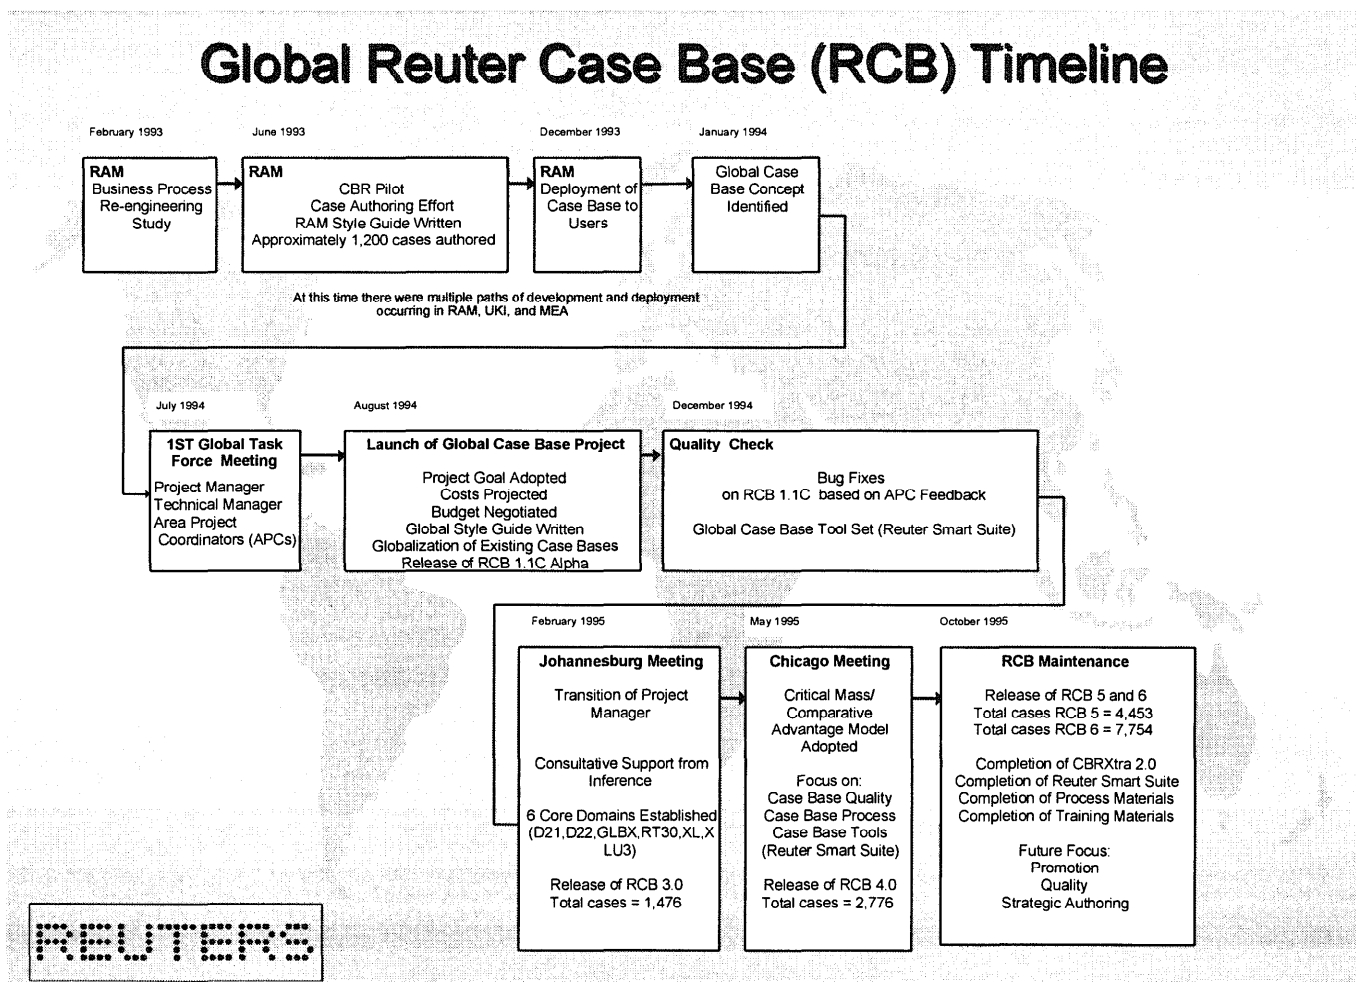 Global Reuter Case Base (RCB) Timeline
February 1993
RAM
Business Process
Re-engineering
Study
June 1993
RAM
CBR Pilot
Case Authoring Effort
RAM Style Guide Written
Approximately 1,200 cases authored
December 1993
RAM
Deployment of
Case Base to
Users
January 1994
Global Case
Base Concept
Identified
At this time there were multiple paths of development and deployment
occurring in RAM, UKI, and MEA
July 1994
1ST Global Task
Force Meeting
Project Manager
Technical Manager
Area Project
Coordinators (APCs)
August 1994
Launch of Global Case Base Project
Project Goal Adopted
Costs Projected
Budget Negotiated
Global Style Guide Written
Globalization of Existing Case Bases
Release of RCB 1.1C Alpha
December 1994
Quality Check
Bug Fixes
on RCB 1.1C based on APC Feedback
Global Case Base Tool Set (Reuter Smart Suite)
February 1995
Johannesburg Meeting
Transition of Project
Manager
Consultative Support from
Inference
6 Core Domains Established
(D21,D22,GLBX,RT30,XL,X
LU3)
Release of RCB 3.0
Total cases = 1,476
May 1995
Chicago Meeting
Critical Mass/
Comparative
Advantage Model
Adopted
Focus on:
Case Base Quality
Case Base Process
Case Base Tools
(Reuter Smart Suite)
Release of RCB 4.0
Total cases = 2,776
October 1995
RCB Maintenance
Release of RCB 5 and 6
Total cases RCB 5 = 4,453
Total cases RCB 6 = 7,754
Completion of CBRXtra 2.0
Completion of Reuter Smart Suite
Completion of Process Materials
Completion of Training Materials
Future Focus:
Promotion
Quality
Strategic Authoring
REUTERS